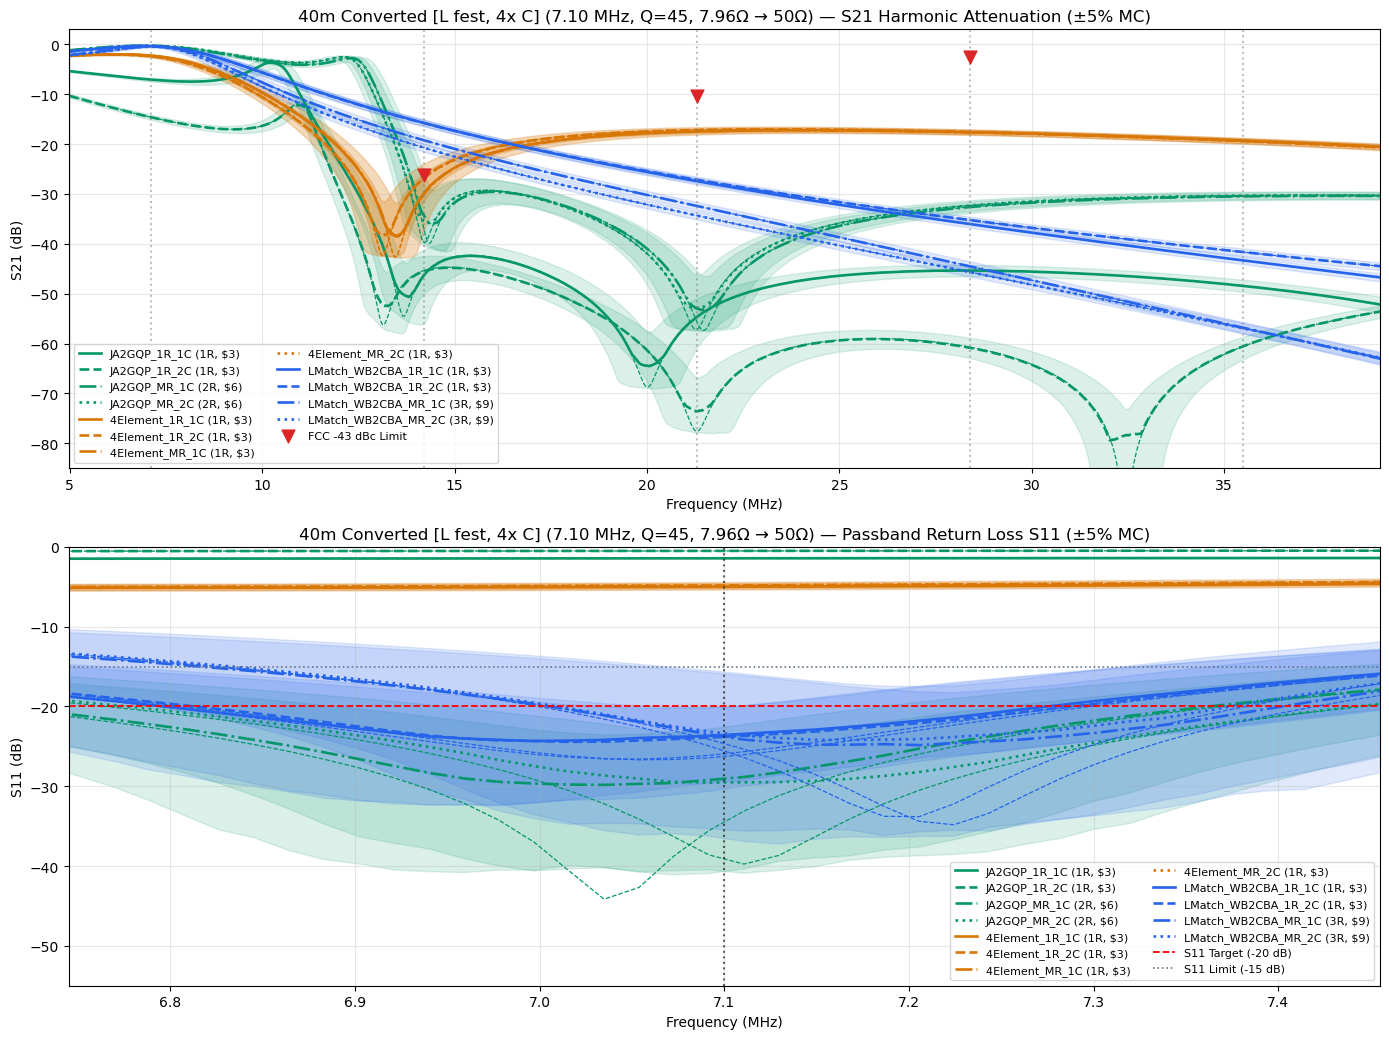 40m Converted [L fest, 4x C] (7.10 MHz, Q=45, 7.96Ω → 50Ω) — S21 Harmonic Attenuation (±5% MC)
0
−10
−20
−30
−40
−50
−60
−70
−80
S21 (dB)
JA2GQP_1R_1C (1R, $3)
JA2GQP_1R_2C (1R, $3)
JA2GQP_MR_1C (2R, $6)
JA2GQP_MR_2C (2R, $6)
4Element_1R_1C (1R, $3)
4Element_1R_2C (1R, $3)
4Element_MR_1C (1R, $3)
4Element_MR_2C (1R, $3)
LMatch_WB2CBA_1R_1C (1R, $3)
LMatch_WB2CBA_1R_2C (1R, $3)
LMatch_WB2CBA_MR_1C (3R, $9)
LMatch_WB2CBA_MR_2C (3R, $9)
FCC -43 dBc Limit
5
10
15
20
25
30
35
Frequency (MHz)
40m Converted [L fest, 4x C] (7.10 MHz, Q=45, 7.96Ω → 50Ω) — Passband Return Loss S11 (±5% MC)
0
−10
−20
−30
−40
−50
S11 (dB)
JA2GQP_1R_1C (1R, $3)
JA2GQP_1R_2C (1R, $3)
JA2GQP_MR_1C (2R, $6)
JA2GQP_MR_2C (2R, $6)
4Element_1R_1C (1R, $3)
4Element_1R_2C (1R, $3)
4Element_MR_1C (1R, $3)
4Element_MR_2C (1R, $3)
LMatch_WB2CBA_1R_1C (1R, $3)
LMatch_WB2CBA_1R_2C (1R, $3)
LMatch_WB2CBA_MR_1C (3R, $9)
LMatch_WB2CBA_MR_2C (3R, $9)
S11 Target (-20 dB)
S11 Limit (-15 dB)
6.8
6.9
7.0
7.1
7.2
7.3
7.4
Frequency (MHz)